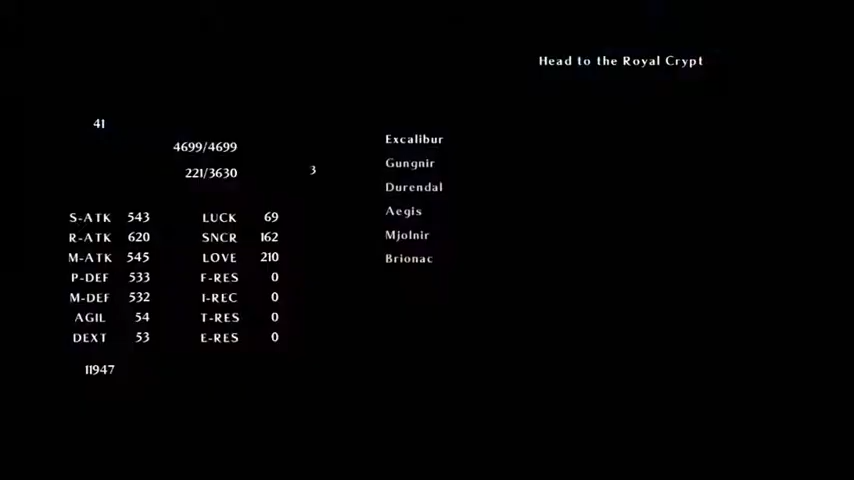 Head to the Royal Crypt
41
4699/4699
221/3630
3
Excalibur
Gungnir
Durendal
Aegis
Mjolnir
Brionac
S-ATK 543 LUCK 69
R-ATK 620 SNCR 162
M-ATK 545 LOVE 210
P-DEF 533 F-RES 0
M-DEF 532 I-REC 0
AGIL 54 T-RES 0
DEXT 53 E-RES 0
11947